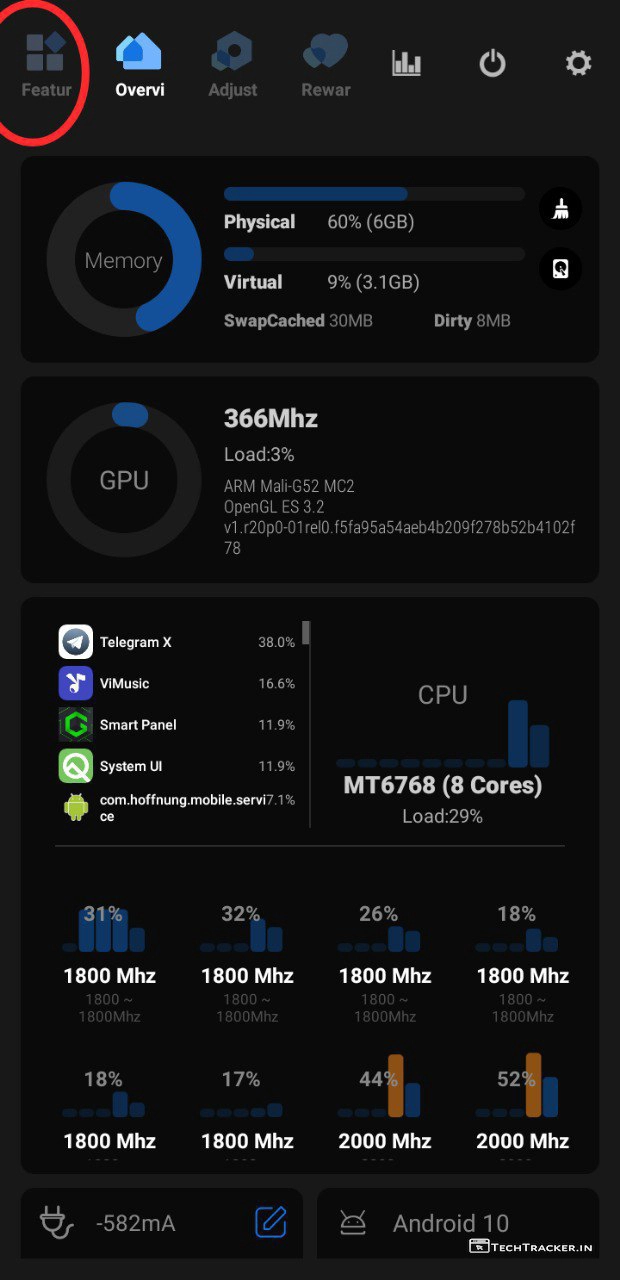 Featur Overvi Adjust Rewar
Memory
Physical 60% (6GB)
Virtual 9% (3.1GB)
SwapCached 30MB Dirty 8MB
GPU
366Mhz
Load:3%
ARM Mali-G52 MC2
OpenGL ES 3.2
v1.r20p0-01rel0.f5fa95a54aeb4b209f278b52b4102f
78
Telegram X 38.0%
ViMusic 16.6%
Smart Panel 11.9%
System UI 11.9%
com.hoffnung.mobile.servi7.1%
ce
CPU
MT6768 (8 Cores)
Load:29%
31% 32% 26% 18%
1800 Mhz 1800 Mhz 1800 Mhz 1800 Mhz
1800 ~ 1800 ~ 1800 ~ 1800 ~
1800Mhz 1800Mhz 1800Mhz 1800Mhz
18% 17% 44% 52%
1800 Mhz 1800 Mhz 2000 Mhz 2000 Mhz
-582mA Android 10
TechTracker.in